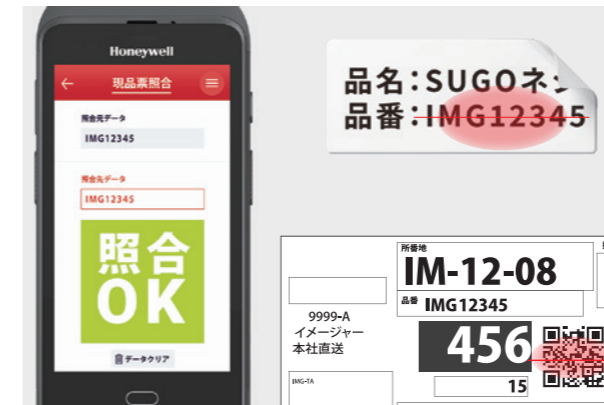 Honeywell
現品票照合
照合元データ
IMG12345
照合先データ
IMG12345
照合
OK
データクリア
品名:SUGOネ
品番:IMG12345
所番地
IM-12-08
品番 IMG12345
9999-A
イメージャー
本社直送
456
IMG-TA
15